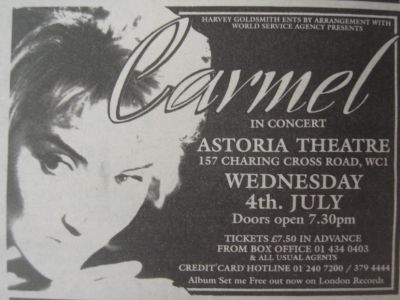 HARVEY GOLDSMITH ENTS BY ARRANGEMENT WITH
WORLD SERVICE AGENCY PRESENTS
Carmel
IN CONCERT
ASTORIA THEATRE
157 CHARING CROSS ROAD, WC1
WEDNESDAY
4th. JULY
Doors open 7.30pm
TICKETS £7.50 IN ADVANCE
FROM BOX OFFICE 01 434 0403
& ALL USUAL AGENTS
CREDIT CARD HOTLINE 01 240 7200 / 379 4444
Album Set me Free out now on London Records